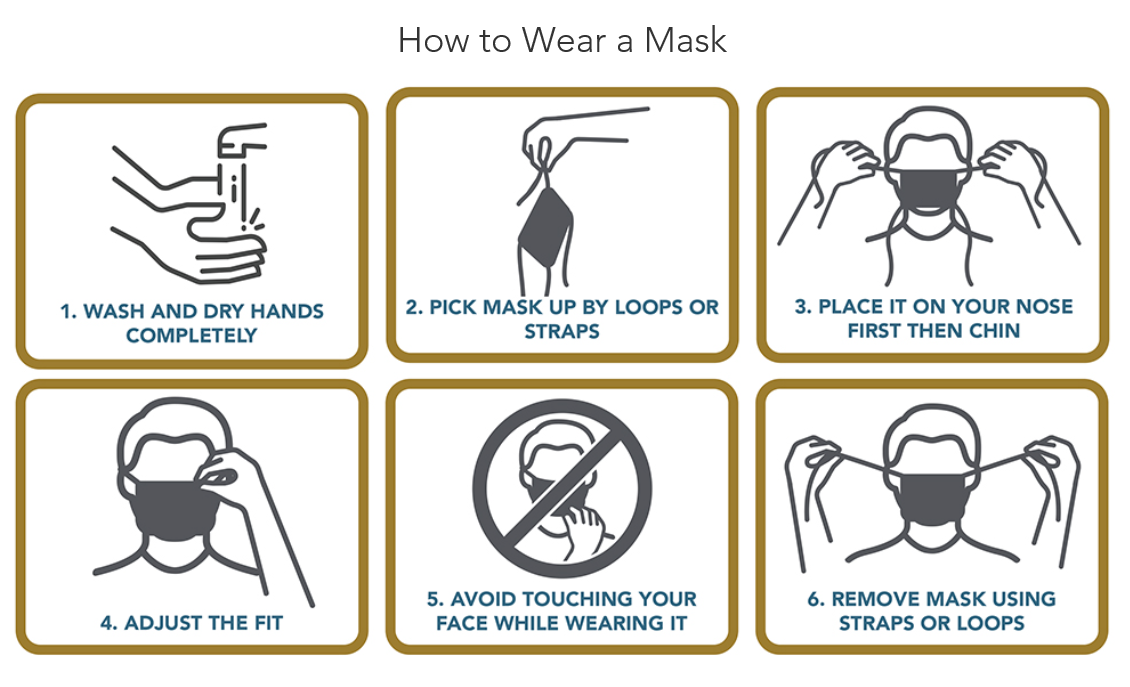 How to Wear a Mask
1. WASH AND DRY HANDS
COMPLETELY
2. PICK MASK UP BY LOOPS OR
STRAPS
3. PLACE IT ON YOUR NOSE
FIRST THEN CHIN
4. ADJUST THE FIT
5. AVOID TOUCHING YOUR
FACE WHILE WEARING IT
6. REMOVE MASK USING
STRAPS OR LOOPS